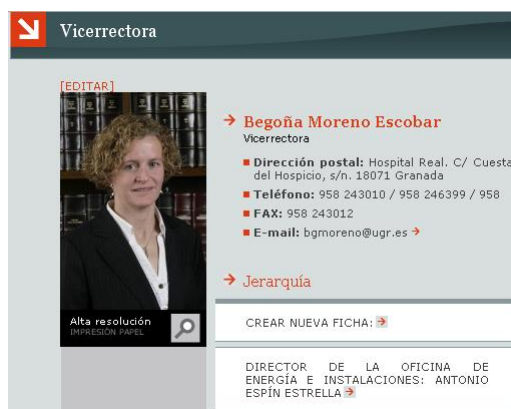 Vicerrectora
[EDITAR]
Begoña Moreno Escobar
Vicerrectora
Dirección postal: Hospital Real. C/ Cuesta
del Hospicio, s/n. 18071 Granada
Teléfono: 958 243010 / 958 246399 / 958
FAX: 958 243012
E-mail: bgmoreno@ugr.es
Jerarquía
Alta resolución
IMPRESIÓN PAPEL
CREAR NUEVA FICHA:
DIRECTOR DE LA OFICINA DE
ENERGÍA E INSTALACIONES: ANTONIO
ESPÍN ESTRELLA